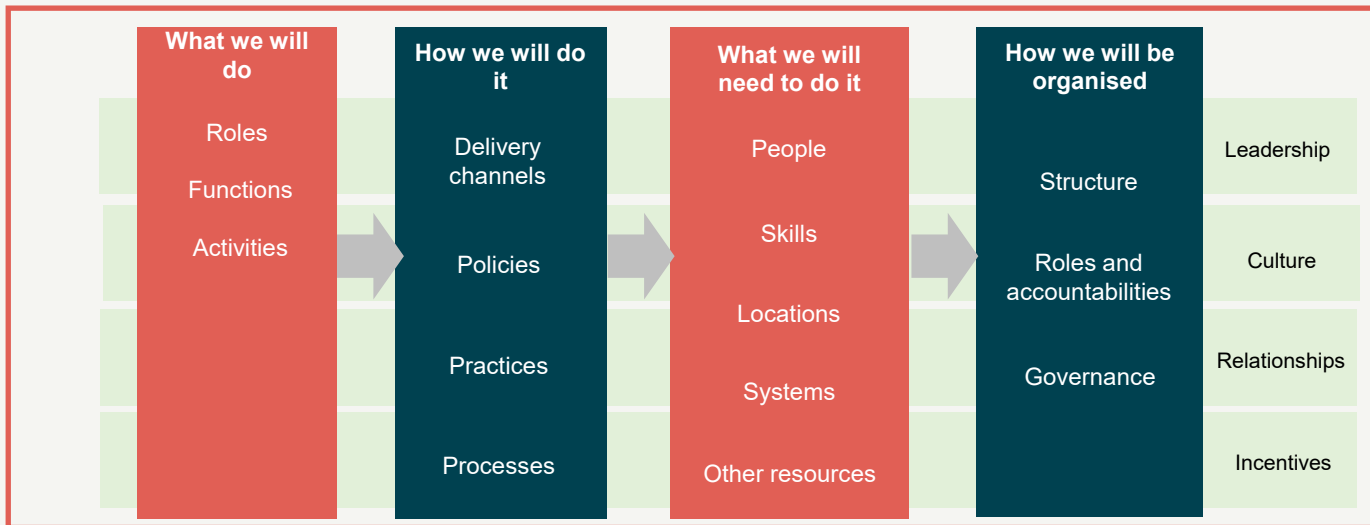 What we will
do
Roles
Functions
Activities
How we will do
it
Delivery
channels
Policies
Practices
Processes
What we will
need to do it
People
Skills
Locations
Systems
Other resources
How we will be
organised
Structure
Roles and
accountabilities
Governance
Leadership
Culture
Relationships
Incentives